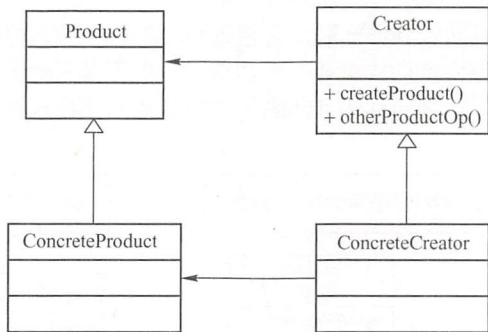 Product
Creator
+ createProduct()
+ otherProductOp()
ConcreteProduct
ConcreteCreator